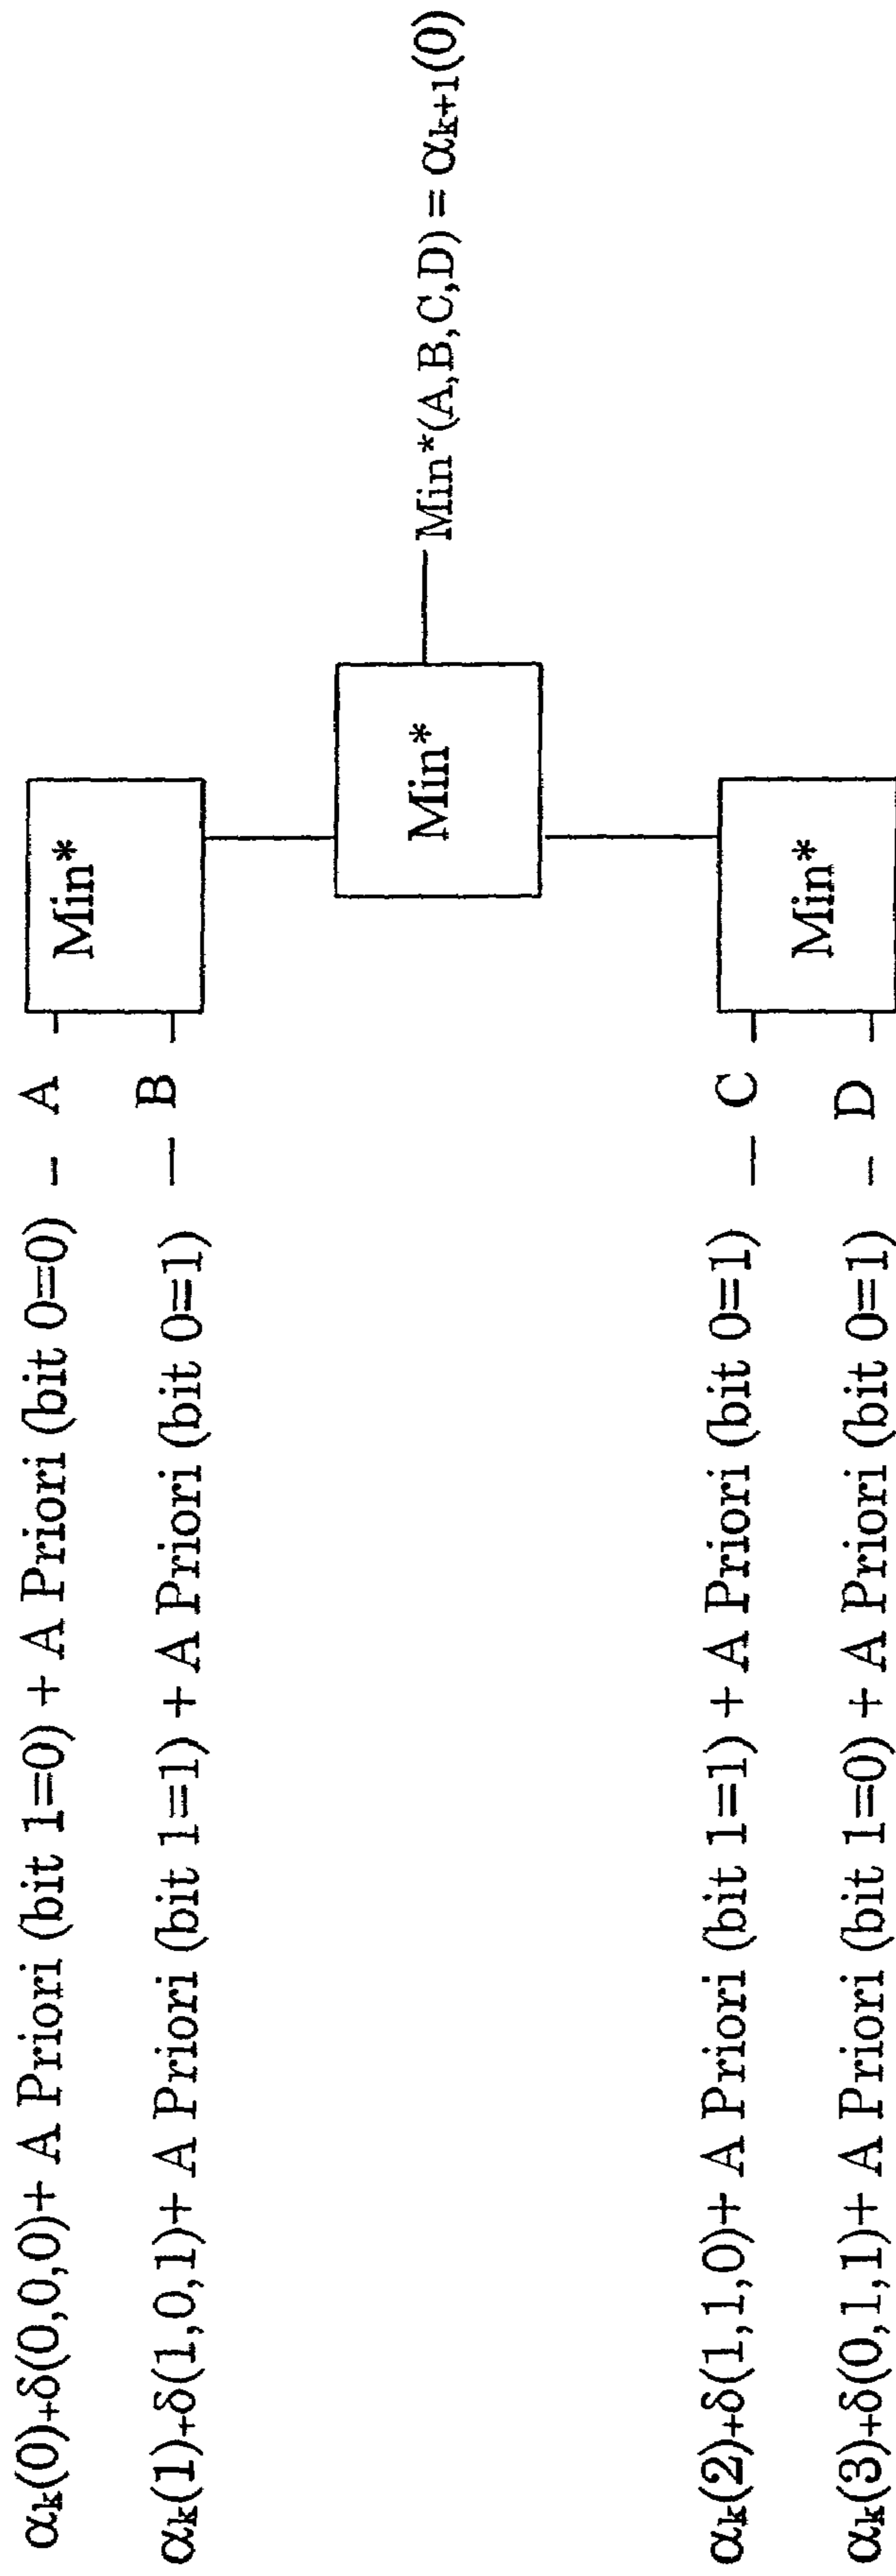 αₖ(0)+δ(0,0,0)+ A Priori (bit 1=0) + A Priori (bit 0=0) – A
Min*
αₖ(1)+δ(1,0,1)+ A Priori (bit 1=1) + A Priori (bit 0=1) — B
Min*
Min*(A,B,C,D) = αₖ₊₁(0)
αₖ(2)+δ(1,1,0)+ A Priori (bit 1=1) + A Priori (bit 0=1) — C
Min*
αₖ(3)+δ(0,1,1)+ A Priori (bit 1=0) + A Priori (bit 0=1) – D